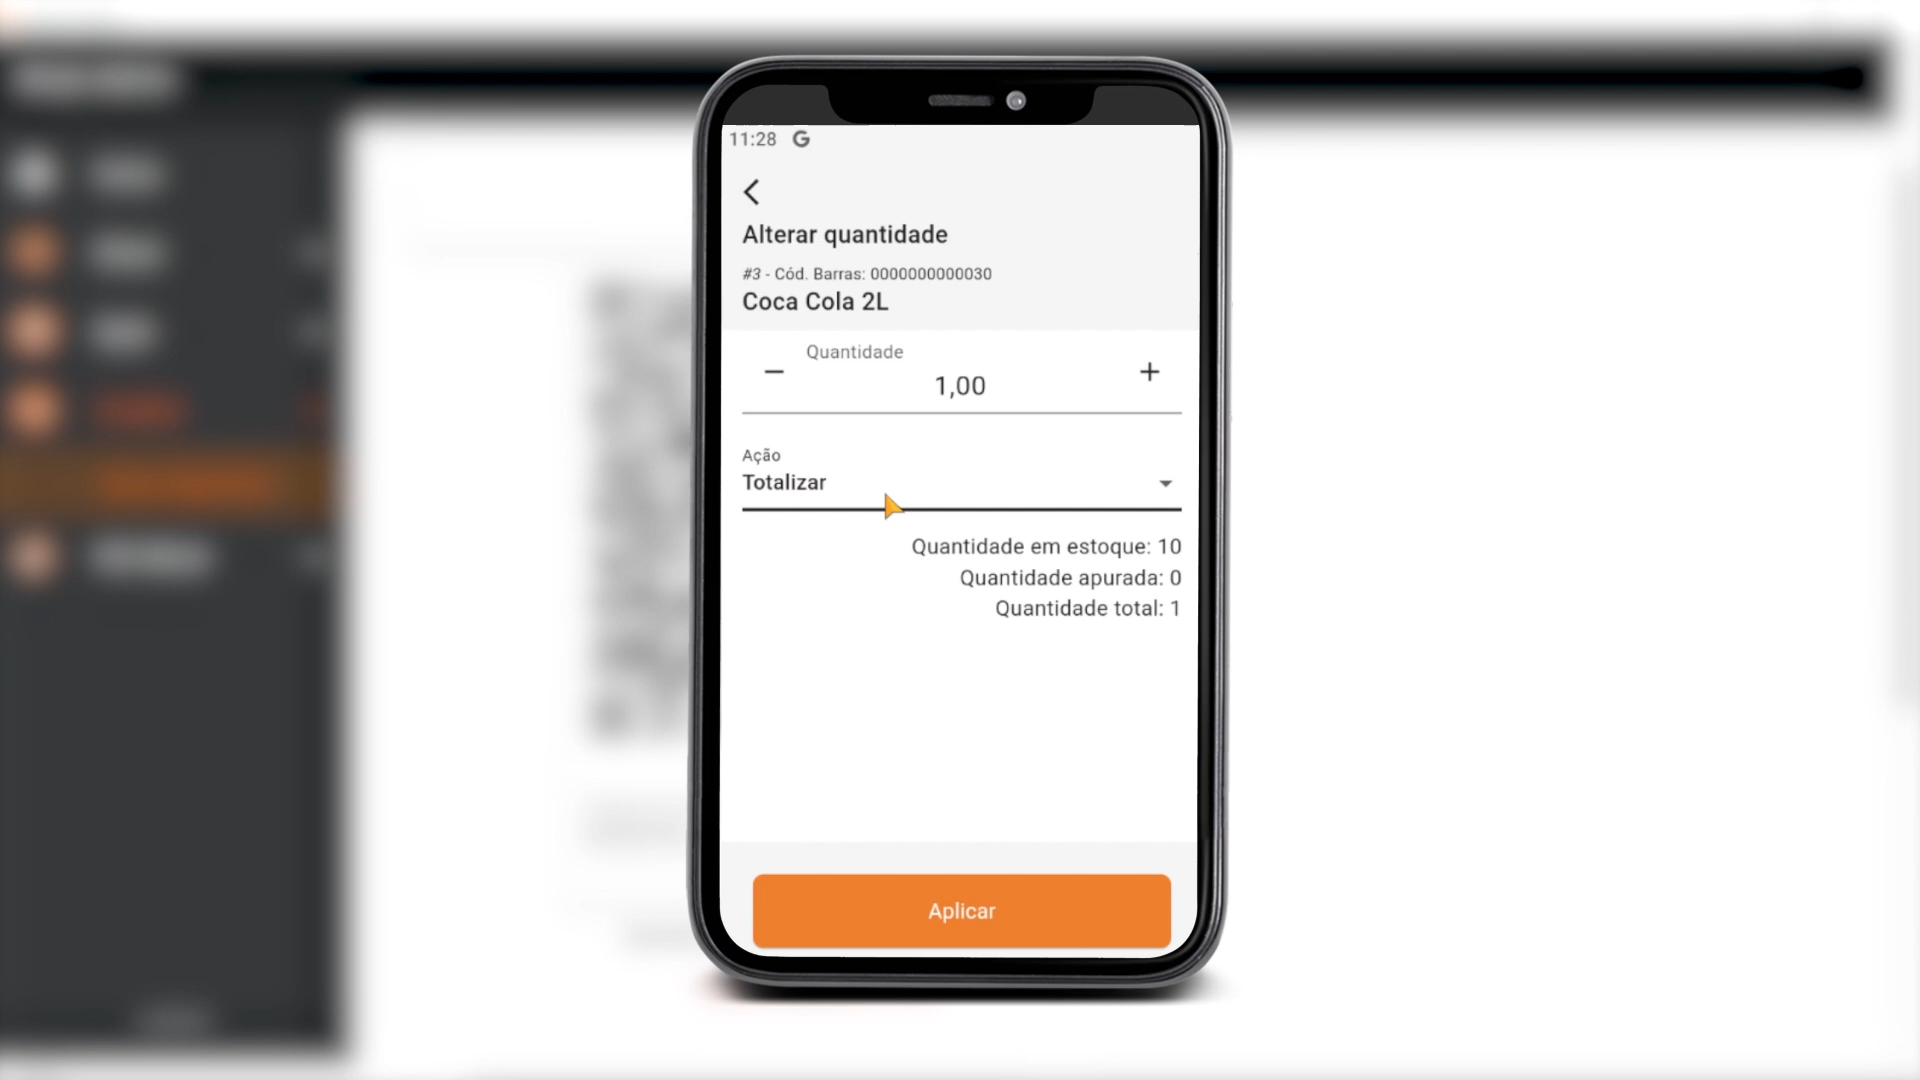 11:28 G
Alterar quantidade
#3 - Cód. Barras: 0000000000030
Coca Cola 2L
Quantidade
− 1,00 +
Ação
Totalizar
Quantidade em estoque: 10
Quantidade apurada: 0
Quantidade total: 1
Aplicar